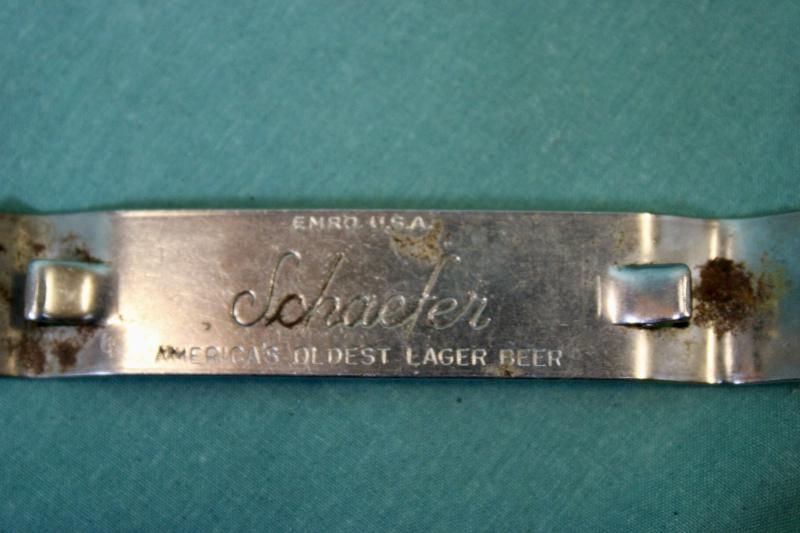 EMRO. U.S.A.
Schaefer
AMERICA'S OLDEST LAGER BEER